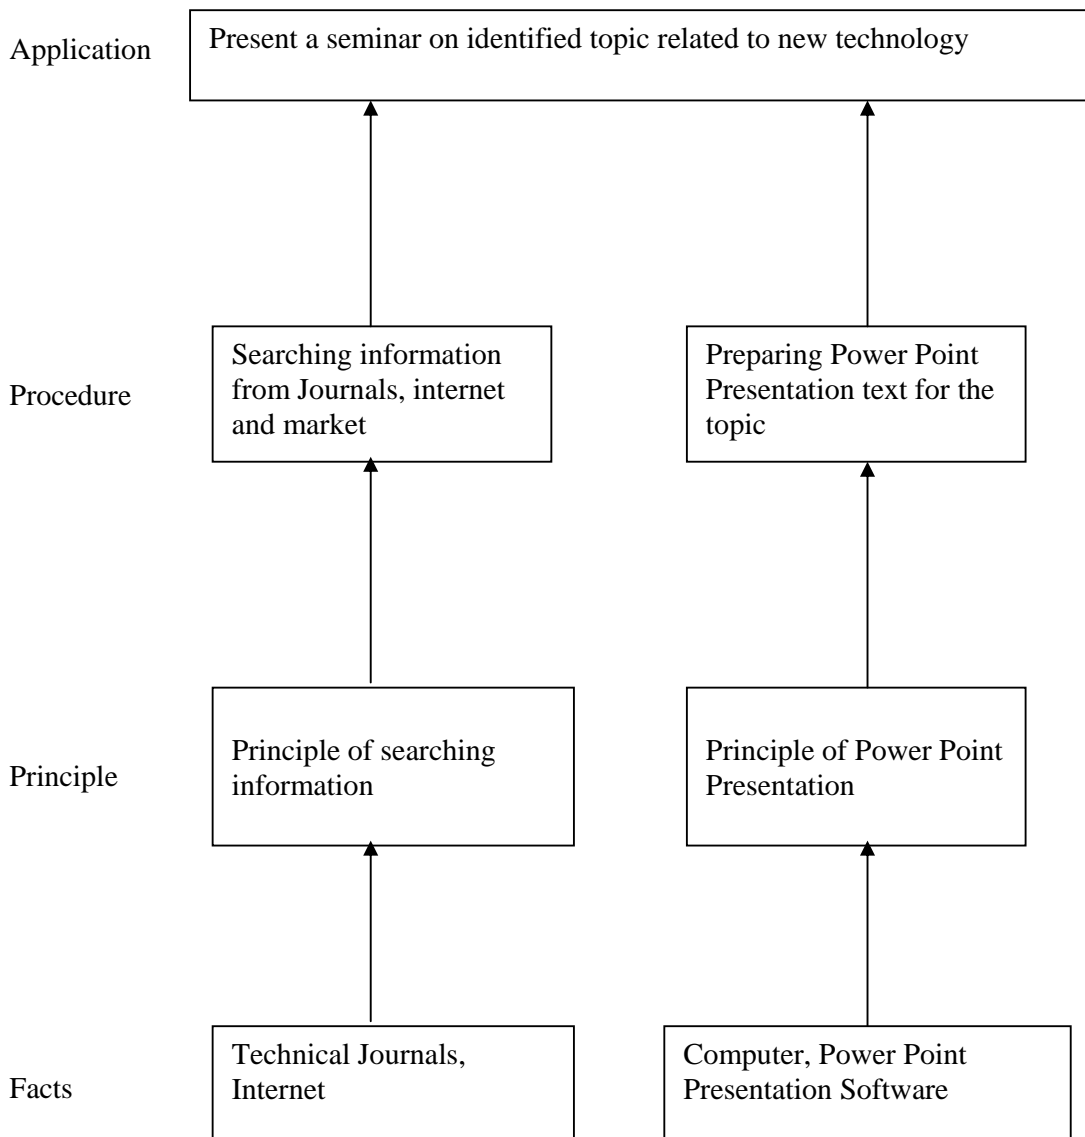 Application
Present a seminar on identified topic related to new technology
Procedure
Searching information
from Journals, internet
and market
Preparing Power Point
Presentation text for the
topic
Principle
Principle of searching
information
Principle of Power Point
Presentation
Facts
Technical Journals,
Internet
Computer, Power Point
Presentation Software